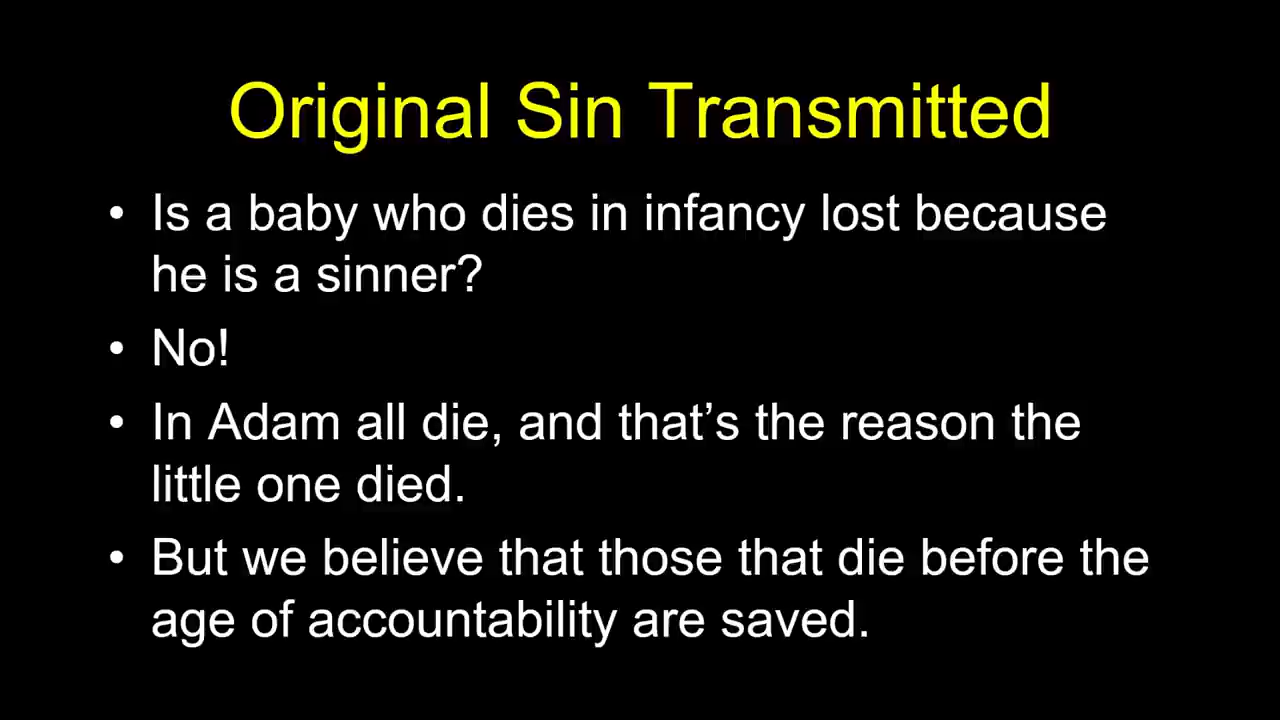 Original Sin Transmitted
• Is a baby who dies in infancy lost because
he is a sinner?
• No!
• In Adam all die, and that’s the reason the
little one died.
• But we believe that those that die before the
age of accountability are saved.